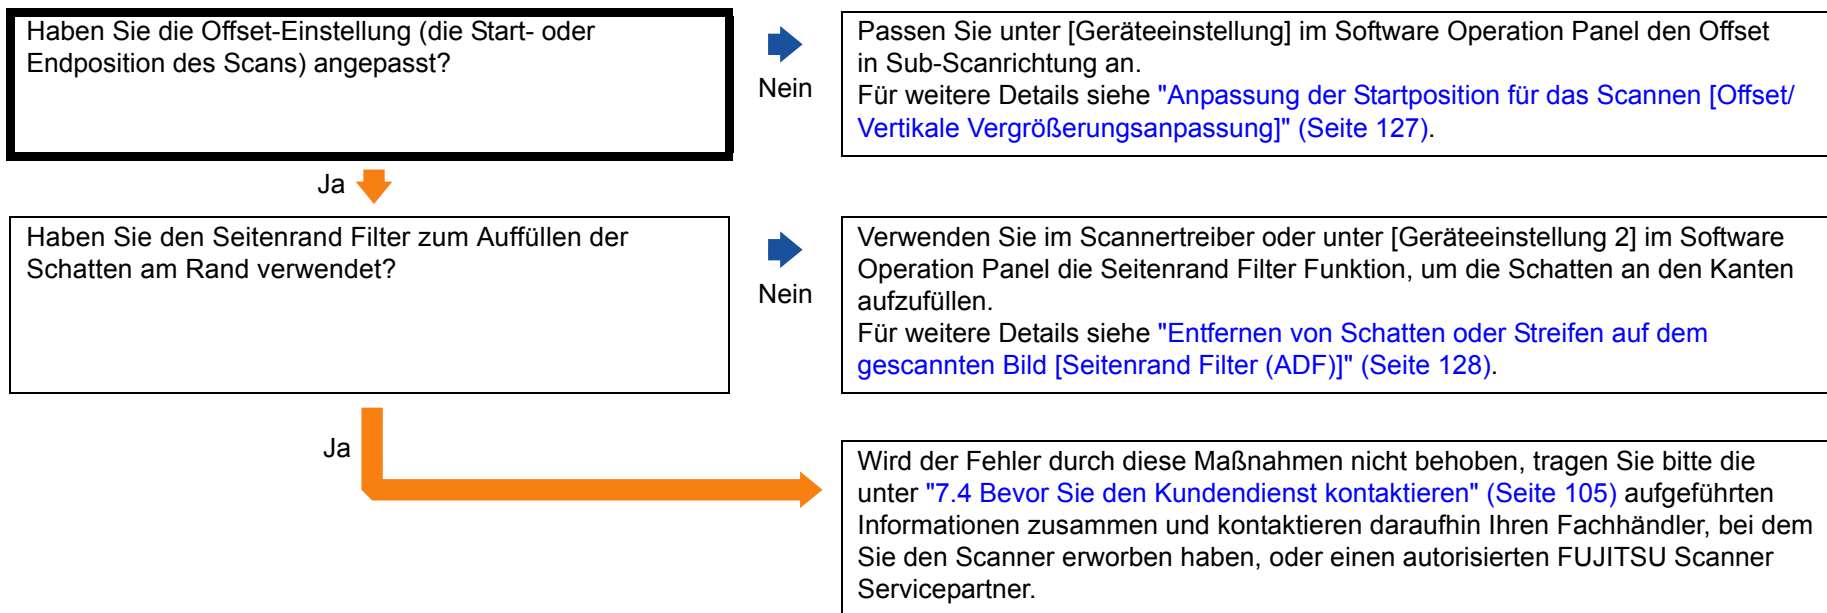 Haben Sie die Offset-Einstellung (die Start- oder
Endposition des Scans) angepasst?
Nein
Passen Sie unter [Geräteeinstellung] im Software Operation Panel den Offset
in Sub-Scanrichtung an.
Für weitere Details siehe "Anpassung der Startposition für das Scannen [Offset/
Vertikale Vergrößerungsanpassung]" (Seite 127).
Ja
Haben Sie den Seitenrand Filter zum Auffüllen der
Schatten am Rand verwendet?
Nein
Verwenden Sie im Scannertreiber oder unter [Geräteeinstellung 2] im Software
Operation Panel die Seitenrand Filter Funktion, um die Schatten an den Kanten
aufzufüllen.
Für weitere Details siehe "Entfernen von Schatten oder Streifen auf dem
gescannten Bild [Seitenrand Filter (ADF)]" (Seite 128).
Ja
Wird der Fehler durch diese Maßnahmen nicht behoben, tragen Sie bitte die
unter "7.4 Bevor Sie den Kundendienst kontaktieren" (Seite 105) aufgeführten
Informationen zusammen und kontaktieren daraufhin Ihren Fachhändler, bei dem
Sie den Scanner erworben haben, oder einen autorisierten FUJITSU Scanner
Servicepartner.